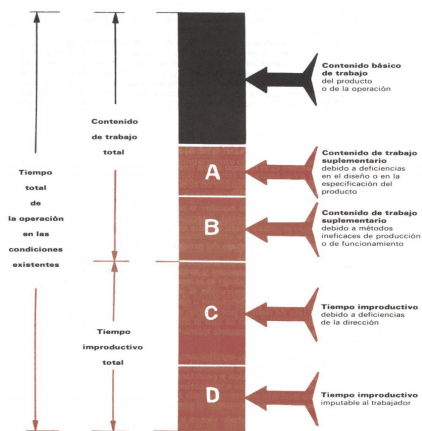 Contenido básico
de trabajo
del producto
o de la operación
Contenido
de trabajo
total
Contenido de trabajo
suplementario
debido a deficiencias
en el diseño o en la
especificación del
producto
A
Tiempo
total
de
la operación
en las
condiciones
existentes
Contenido de trabajo
suplementario
debido a métodos
ineficaces de producción
o de funcionamiento
B
Tiempo improductivo
debido a deficiencias
de la dirección
C
Tiempo
improductivo
total
Tiempo improductivo
imputable al trabajador
D